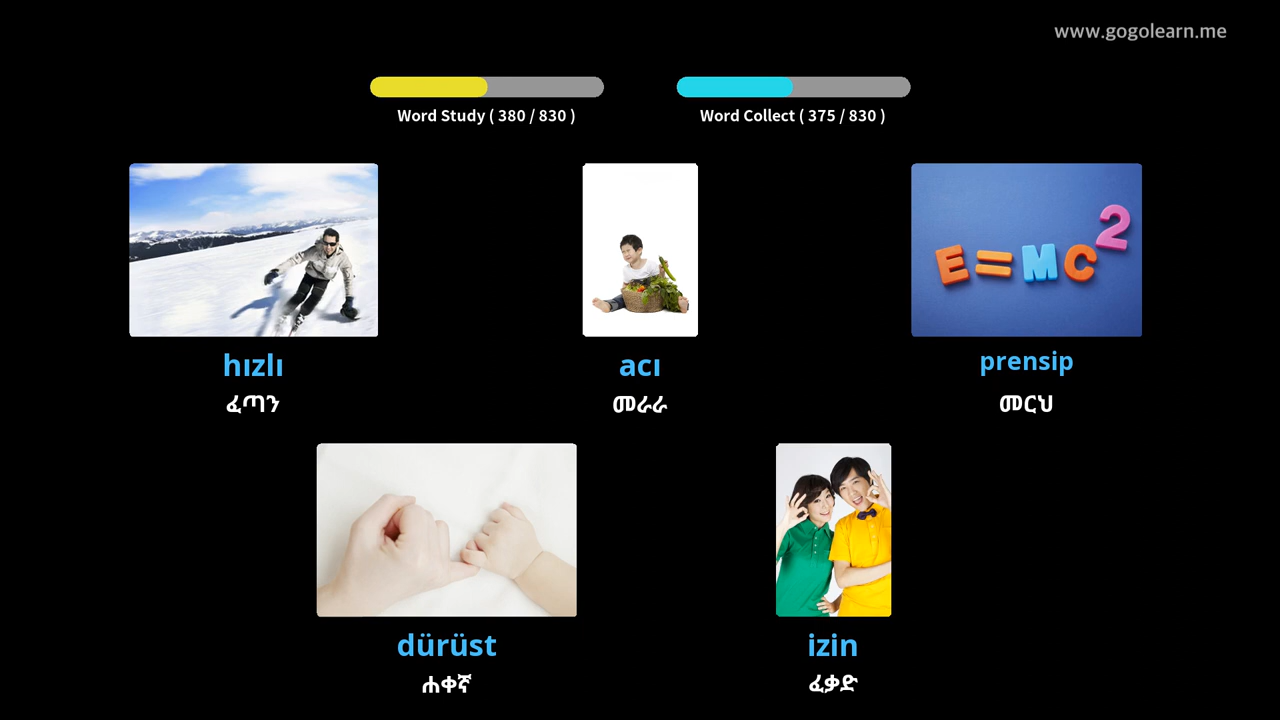 www.gogolearn.me
Word Study ( 380 / 830 )
Word Collect ( 375 / 830 )
E=MC2
hızlı
acı
prensip
ፈጣን
መራራ
መርህ
dürüst
izin
ሐቀኛ
ፈቃድ